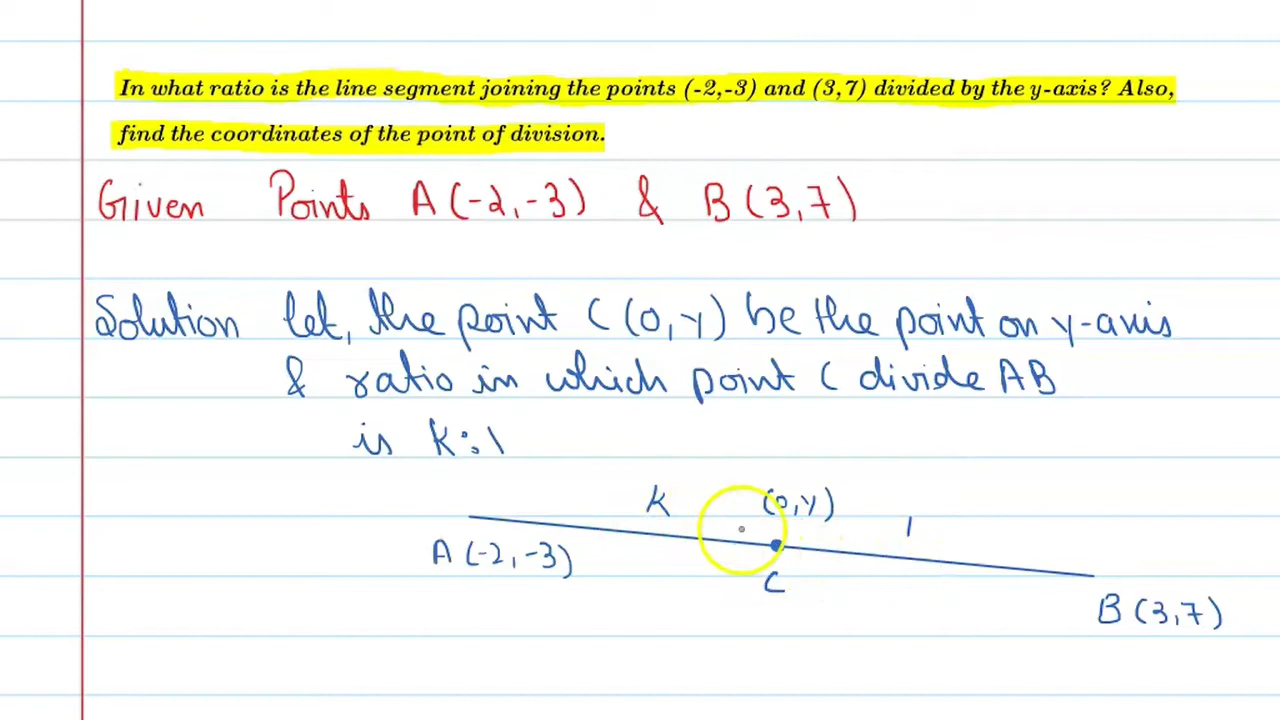 In what ratio is the line segment joining the points (-2,-3) and (3,7) divided by the y-axis? Also,
find the coordinates of the point of division.
Given Points A (-2,-3) & B (3,7)
Solution let, the point C (0,y) be the point on y-axis
& ratio in which point C divide AB
is K:1
K (0,y) 1
A (-2,-3)
C
B (3,7)